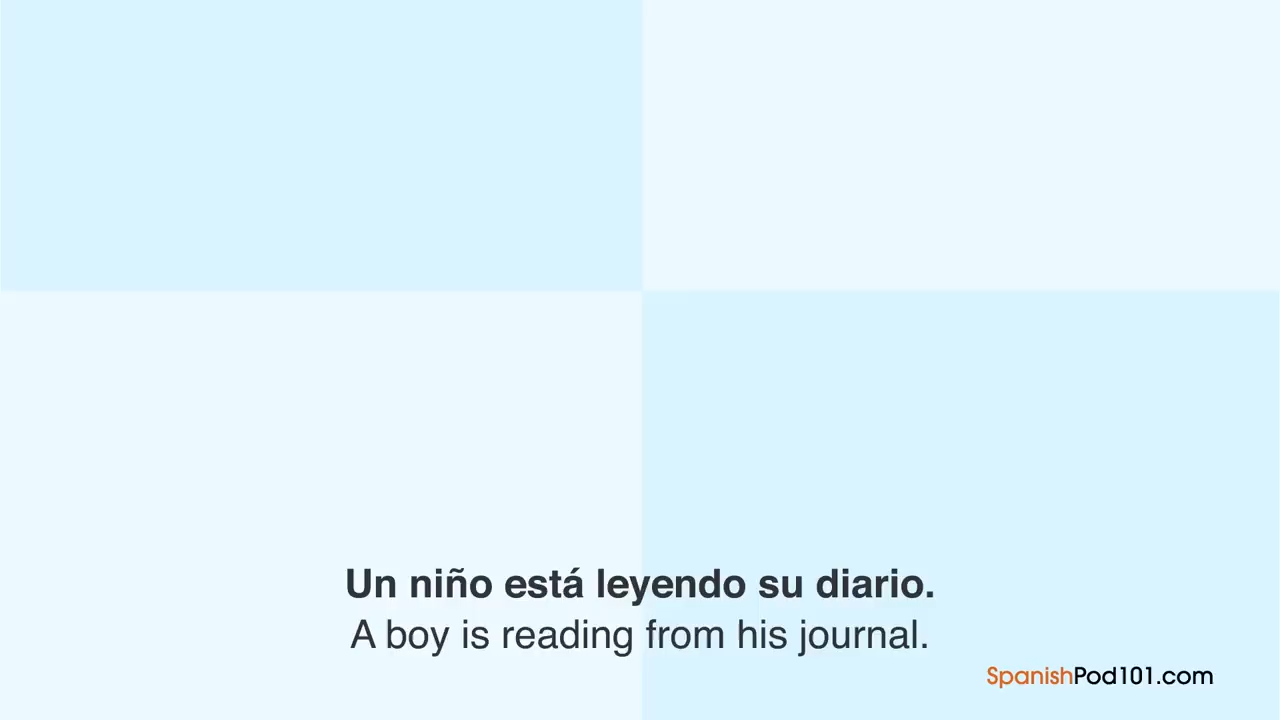 Un niño está leyendo su diario.
A boy is reading from his journal.
SpanishPod101.com